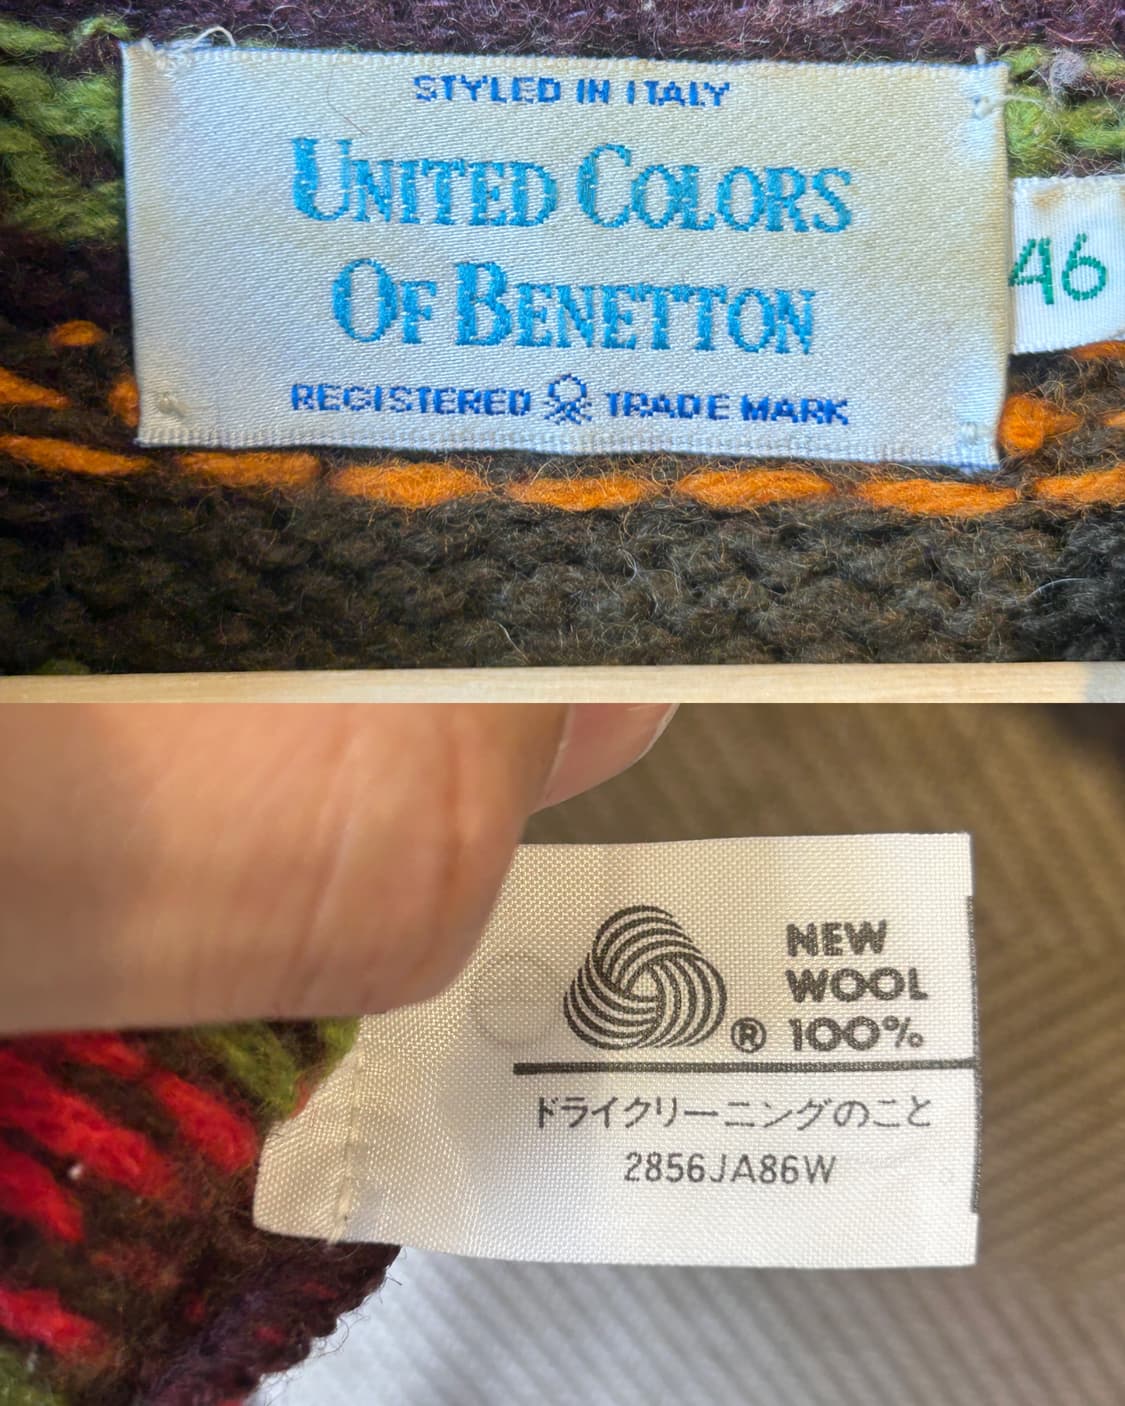 STYLED IN ITALY
UNITED COLORS
OF BENETTON
REGISTERED TRADE MARK
46
NEW
WOOL
® 100%
ドライクリーニングのこと
2856JA86W